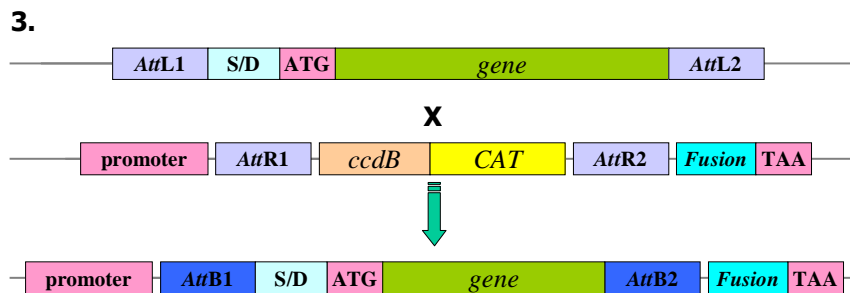 3.
AttL1 S/D ATG gene AttL2
X
promoter AttR1 ccdB CAT AttR2 Fusion TAA
promoter AttB1 S/D ATG gene AttB2 Fusion TAA